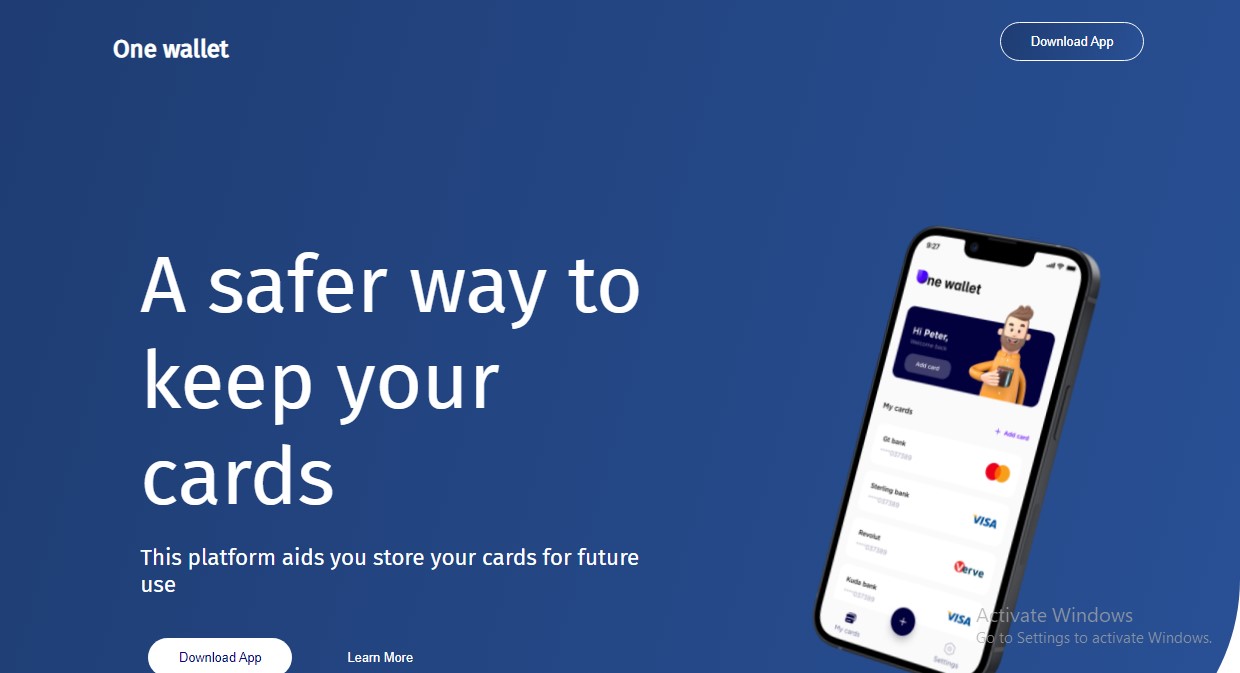 One wallet
Download App
A safer way to
keep your
cards
This platform aids you store your cards for future
use
Download App
Learn More
9:27
One wallet
Hi Peter,
Welcome back
Add card
My cards
+ Add card
Gt bank
****037389
Sterling bank
****037389
VISA
Revolut
****037389
Verve
Kuda bank
****037389
VISA
+
My cards
Settings
Activate Windows
Go to Settings to activate Windows.